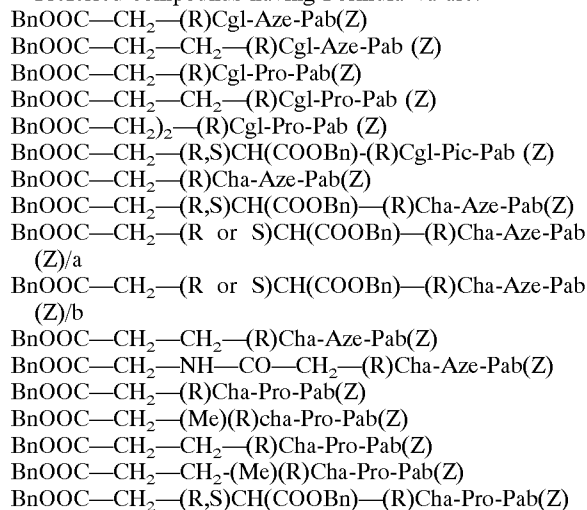 BnOOC—CH2—(R)Cgl-Aze-Pab(Z)
BnOOC—CH2—CH2—(R)Cgl-Aze-Pab (Z)
BnOOC—CH2—(R)Cgl-Pro-Pab(Z)
BnOOC—CH2—CH2—(R)Cgl-Pro-Pab (Z)
BnOOC—CH2)2—(R)Cgl-Pro-Pab (Z)
BnOOC—CH2—(R,S)CH(COOBn)-(R)Cgl-Pic-Pab (Z)
BnOOC—CH2—(R)Cha-Aze-Pab(Z)
BnOOC—CH2—(R,S)CH(COOBn)—(R)Cha-Aze-Pab(Z)
BnOOC—CH2—(R or S)CH(COOBn)—(R)Cha-Aze-Pab
(Z)/a
BnOOC—CH2—(R or S)CH(COOBn)—(R)Cha-Aze-Pab
(Z)/b
BnOOC—CH2—CH2—(R)Cha-Aze-Pab(Z)
BnOOC—CH2—NH—CO—CH2—(R)Cha-Aze-Pab(Z)
BnOOC—CH2—(R)Cha-Pro-Pab(Z)
BnOOC—CH2—(Me)(R)cha-Pro-Pab(Z)
BnOOC—CH2—CH2—(R)Cha-Pro-Pab(Z)
BnOOC—CH2—CH2-(Me)(R)Cha-Pro-Pab(Z)
BnOOC—CH2—(R,S)CH(COOBn)—(R)Cha-Pro-Pab(Z)